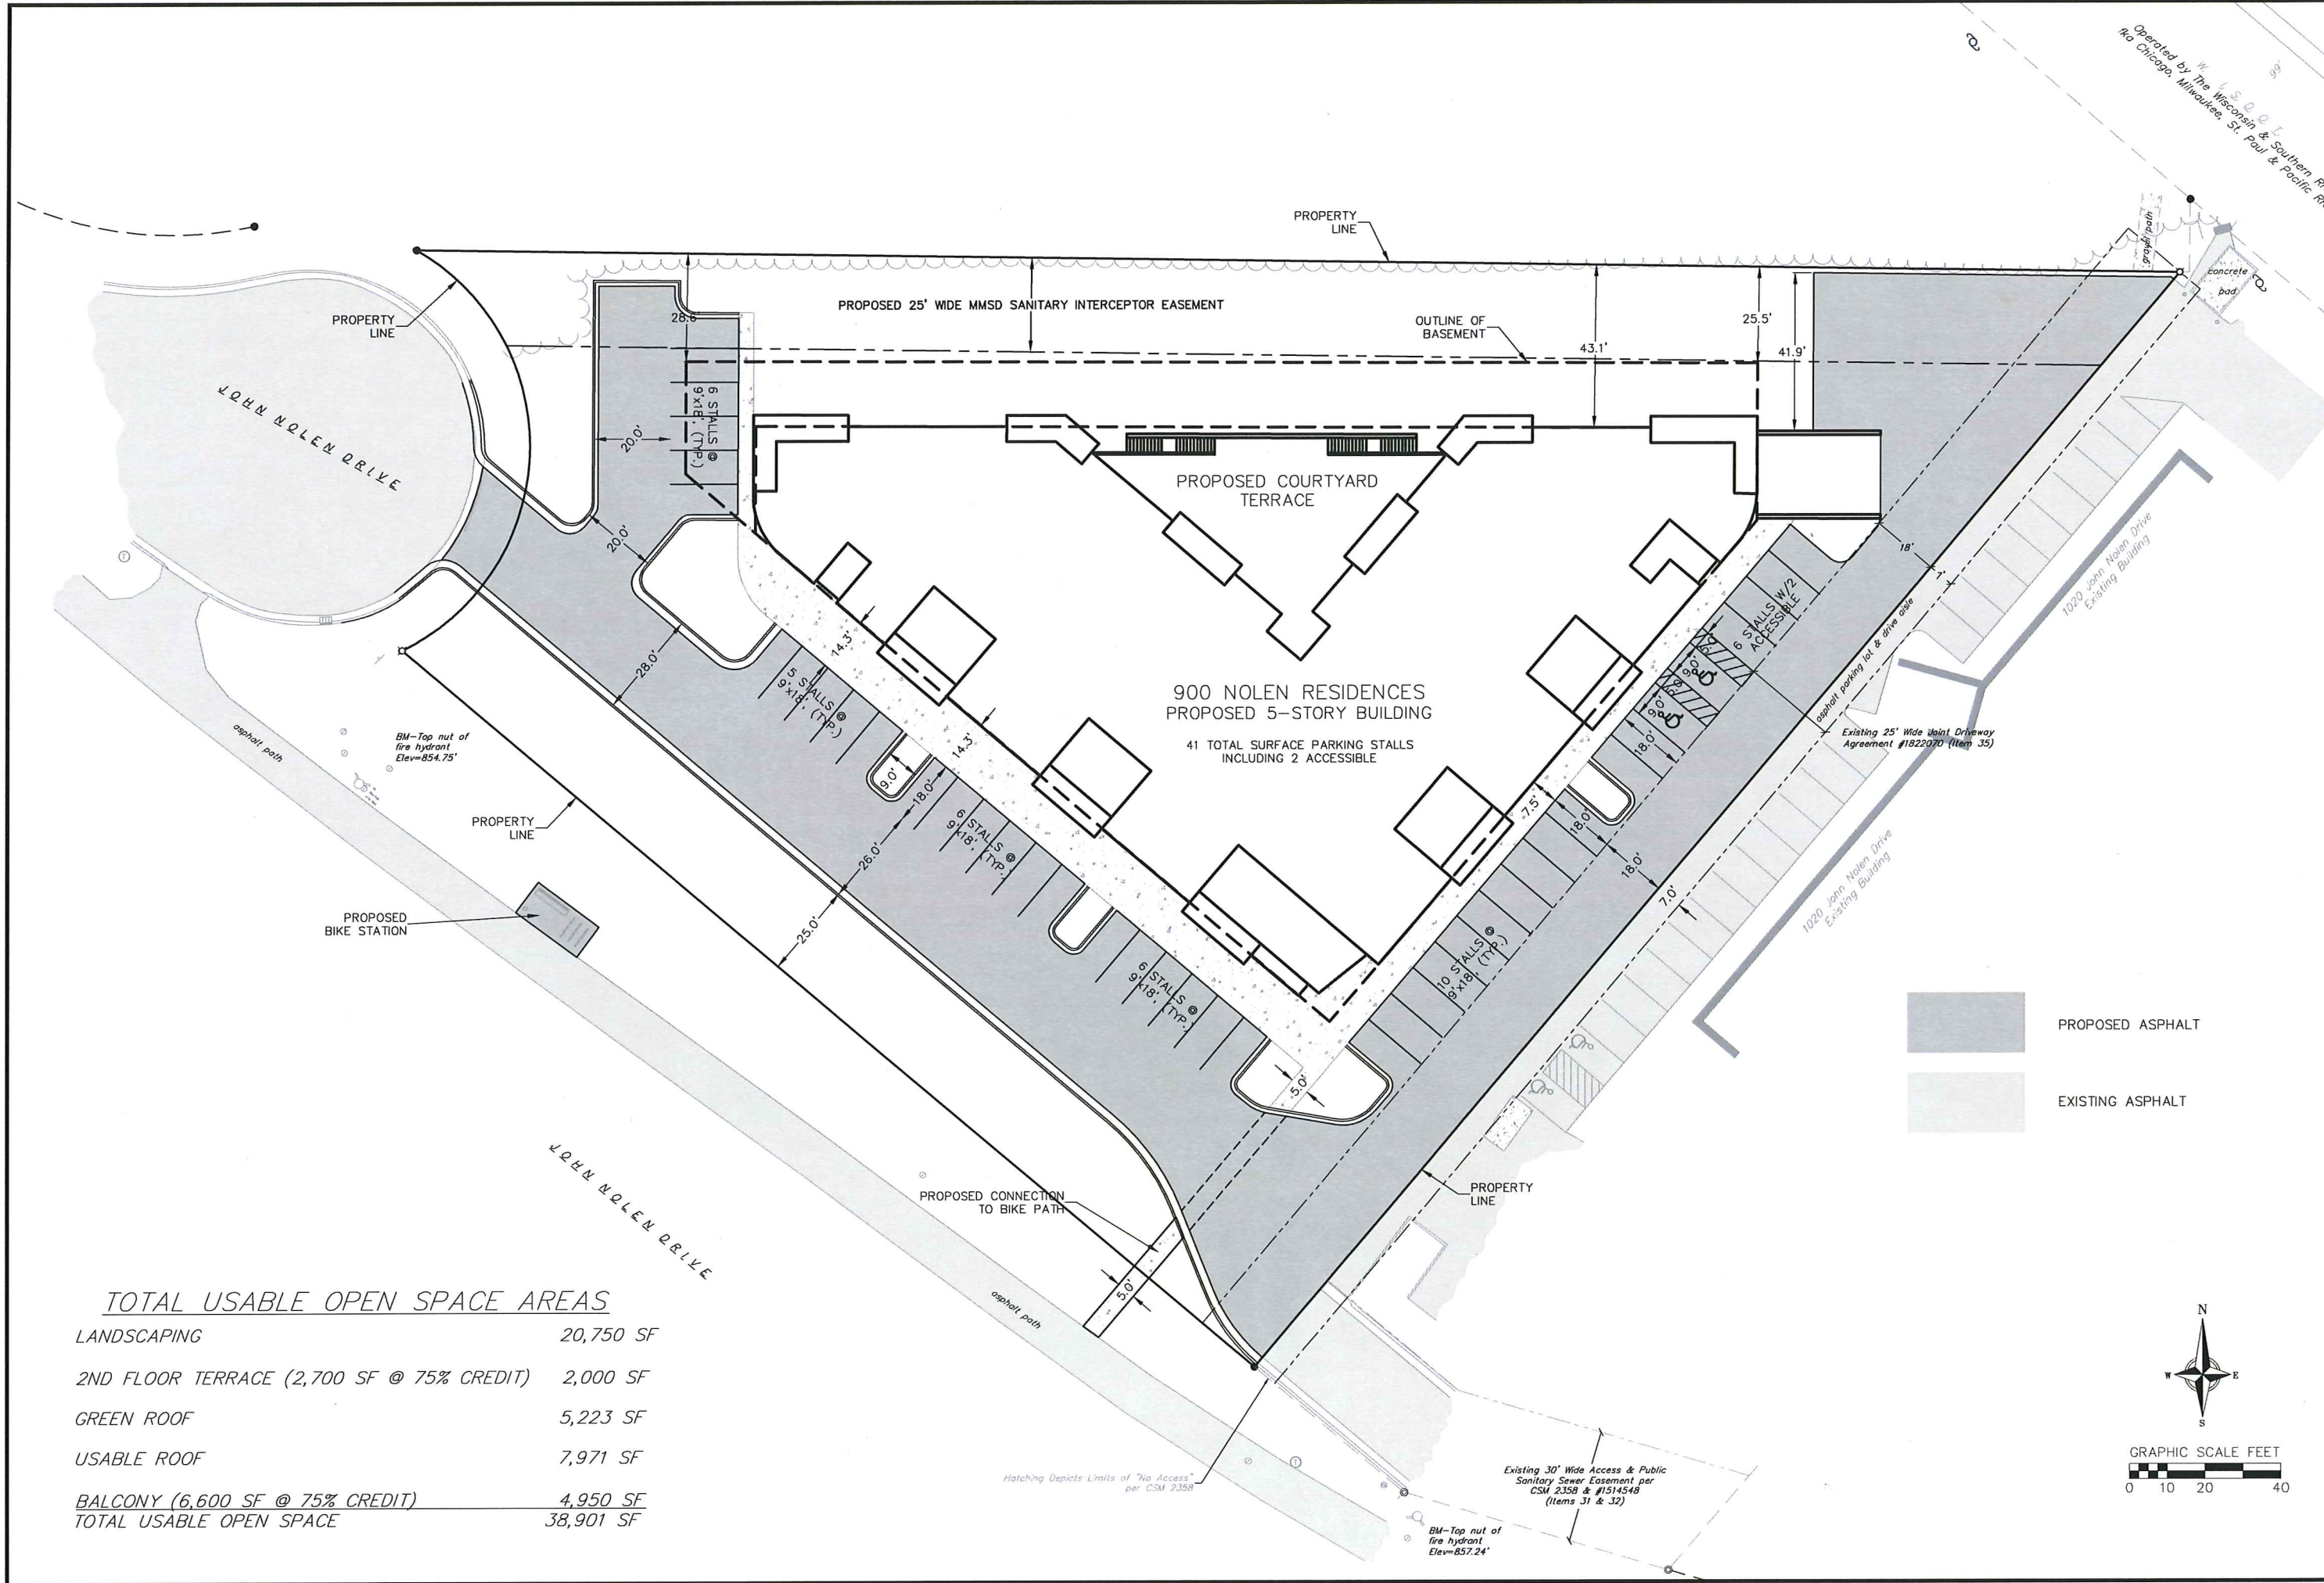 Operated by The Wisconsin & Southern
fka Chicago, Milwaukee, St. Paul & Pacific
99'
gravel path
concrete
pad
PROPERTY
LINE
PROPERTY
LINE
PROPOSED 25' WIDE MMSD SANITARY INTERCEPTOR EASEMENT
28.6
OUTLINE OF
BASEMENT
43.1'
25.5'
41.9'
JOHN NOLEN DRIVE
6 STALLS @
9'x18', (TYP.)
20.0'
20.0'
PROPOSED COURTYARD
TERRACE
18'
1'
1020 John Nolen Drive
Existing Building
6 STALLS W/2
ACCESSIBLE
asphalt parking lot & drive aisle
14.3'
28.0'
5 STALLS @
9'x18', (TYP.)
900 NOLEN RESIDENCES
PROPOSED 5-STORY BUILDING
41 TOTAL SURFACE PARKING STALLS
INCLUDING 2 ACCESSIBLE
9.0'
5.0'
9.0'
18.0'
Existing 25' Wide Joint Driveway
Agreement #1822070 (Item 35)
asphalt path
BM-Top nut of
fire hydrant
Elev=854.75'
14.3'
9.0'
18.0'
7.5'
18.0'
18.0'
7.0'
PROPERTY
LINE
6 STALLS @
9'x18', (TYP.)
26.0'
25.0'
1020 John Nolen Drive
Existing Building
PROPOSED
BIKE STATION
10 STALLS @
9'x18', (TYP.)
6 STALLS @
9'x18', (TYP.)
5.0'
PROPOSED ASPHALT
EXISTING ASPHALT
JOHN NOLEN DRIVE
PROPOSED CONNECTION
TO BIKE PATH
PROPERTY
LINE
5.0'
asphalt path
TOTAL USABLE OPEN SPACE AREAS
LANDSCAPING 20,750 SF
2ND FLOOR TERRACE (2,700 SF @ 75% CREDIT) 2,000 SF
GREEN ROOF 5,223 SF
USABLE ROOF 7,971 SF
BALCONY (6,600 SF @ 75% CREDIT) 4,950 SF
TOTAL USABLE OPEN SPACE 38,901 SF
Hatching Depicts Limits of "No Access"
per CSM 2358
Existing 30' Wide Access & Public
Sanitary Sewer Easement per
CSM 2358 & #1514548
(Items 31 & 32)
BM-Top nut of
fire hydrant
Elev=857.24'
N
W E
S
GRAPHIC SCALE FEET
0 10 20 40